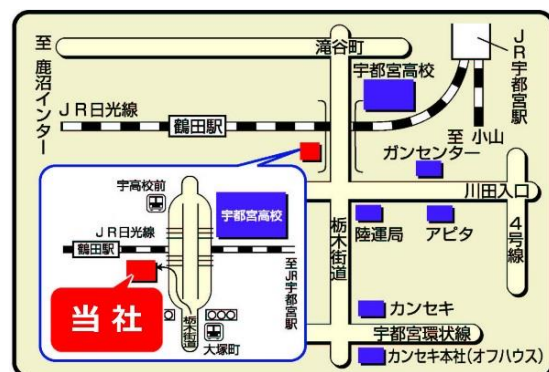 至 鹿沼インター
滝谷町
JR宇都宮駅
宇都宮高校
JR日光線
鶴田駅
至 小山
ガンセンター
川田入口
栃木街道
陸運局
アピタ
4号線
カンセキ
宇都宮環状線
カンセキ本社(オフハウス)
宇高校前
宇都宮高校
JR日光線
鶴田駅
至JR宇都宮駅
当社
栃木街道
大塚町